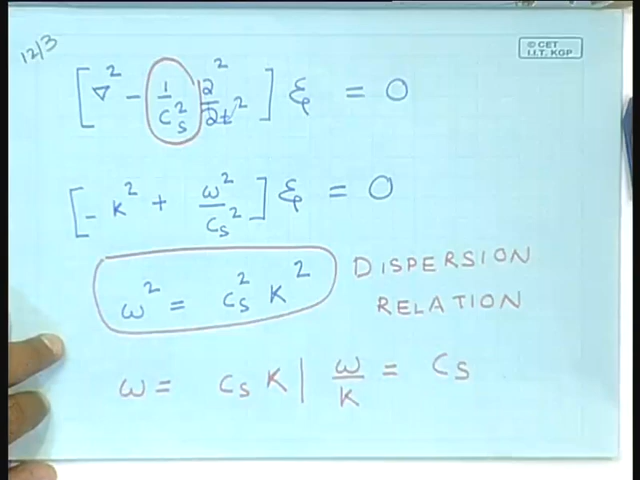 12/3
© CET
I.I.T. KGP
[∇² − 1/C_s² ∂²/∂t²] ξ = 0
[− K² + ω²/C_s²] ξ = 0
ω² = C_s² K² DISPERSION
RELATION
ω = C_s K | ω/K = C_s